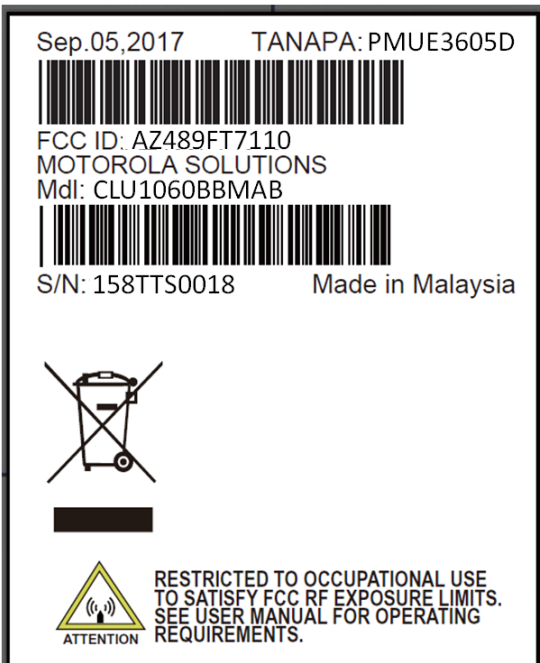 Sep.05,2017 TANAPA: PMUE3605D
FCC ID: AZ489FT7110
MOTOROLA SOLUTIONS
Mdl: CLU1060BBMAB
S/N: 158TTS0018 Made in Malaysia
RESTRICTED TO OCCUPATIONAL USE
TO SATISFY FCC RF EXPOSURE LIMITS.
SEE USER MANUAL FOR OPERATING
REQUIREMENTS.
ATTENTION